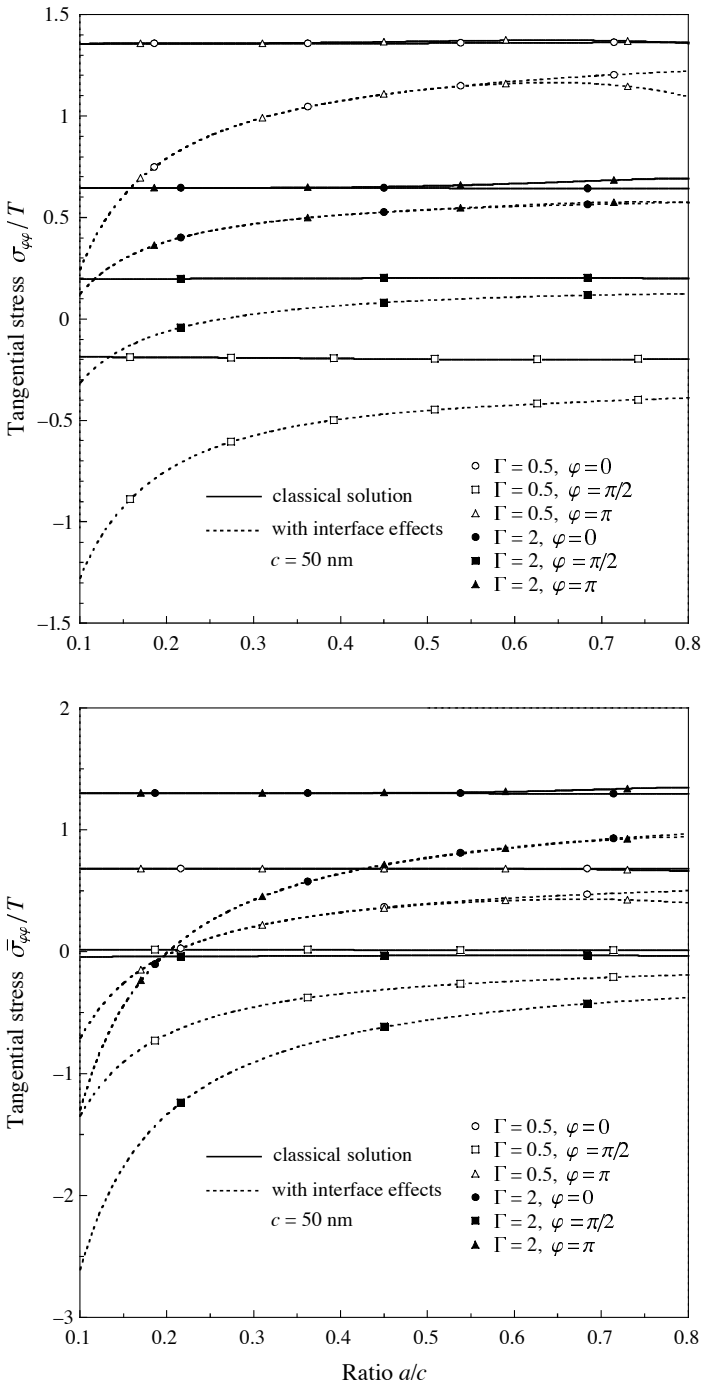 1.5
1
0.5
0
−0.5
−1
−1.5
Tangential stress σφφ / T
classical solution
with interface effects
c = 50 nm
Γ = 0.5, φ = 0
Γ = 0.5, φ = π/2
Γ = 0.5, φ = π
Γ = 2, φ = 0
Γ = 2, φ = π/2
Γ = 2, φ = π
0.1 0.2 0.3 0.4 0.5 0.6 0.7 0.8
2
1
0
−1
−2
−3
Tangential stress σ̅φφ / T
classical solution
with interface effects
c = 50 nm
Γ = 0.5, φ = 0
Γ = 0.5, φ = π/2
Γ = 0.5, φ = π
Γ = 2, φ = 0
Γ = 2, φ = π/2
Γ = 2, φ = π
0.1 0.2 0.3 0.4 0.5 0.6 0.7 0.8
Ratio a/c